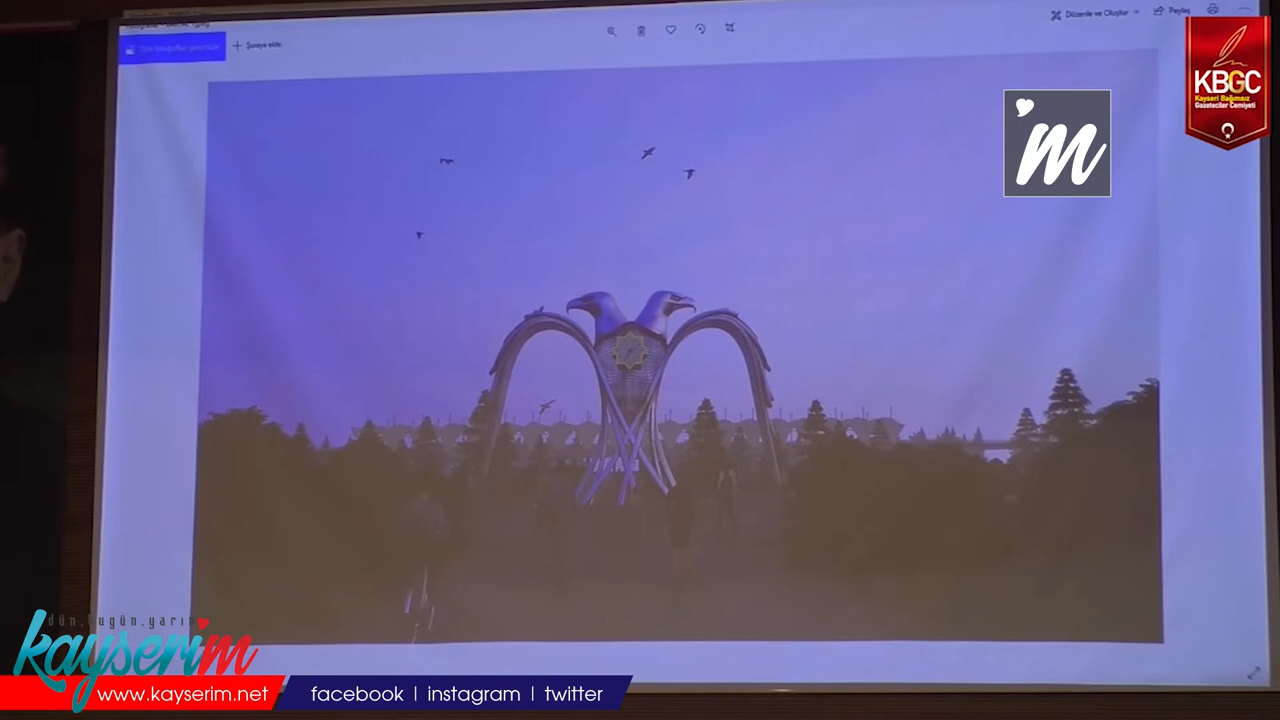 Düzenle ve Oluştur
Paylaş
Şuraya ekle
KBGC
Kayseri Bağımsız
Gazeteciler Cemiyeti
'm
dün.bugün.yarın
kayserim
www.kayserim.net
facebook | instagram | twitter